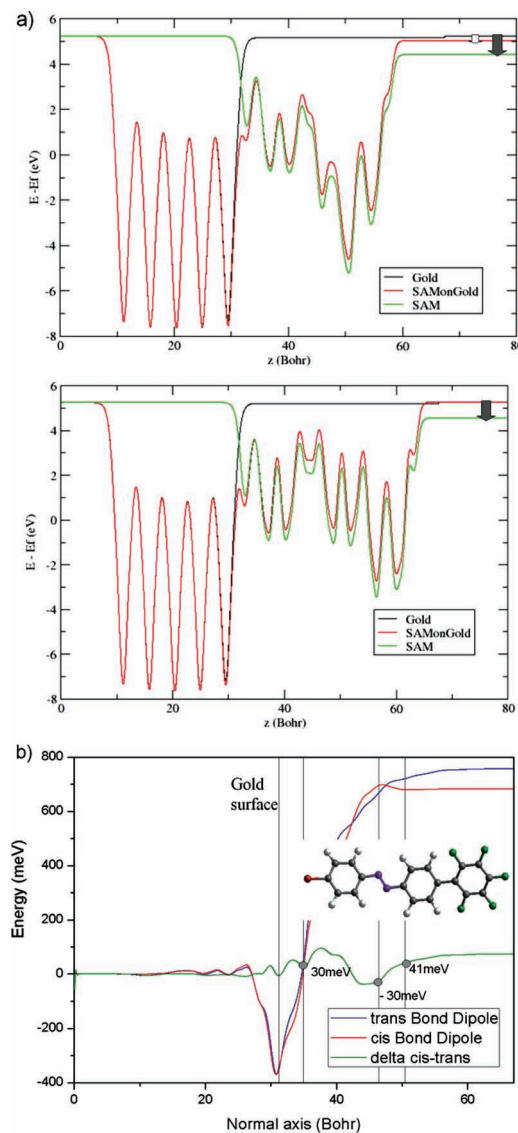 a)
E -Ef (eV)
6
4
2
0
-2
-4
-6
-8
0
20
40
60
80
z (Bohr)
Gold
SAMonGold
SAM
E - Ef (eV)
6
4
2
0
-2
-4
-6
-8
0
20
40
60
80
z (Bohr)
Gold
SAMonGold
SAM
b)
Energy (meV)
800
600
400
200
0
-200
-400
Gold
surface
30meV
- 30meV
41meV
trans Bond Dipole
cis Bond Dipole
delta cis-trans
0
20
40
60
Normal axis (Bohr)